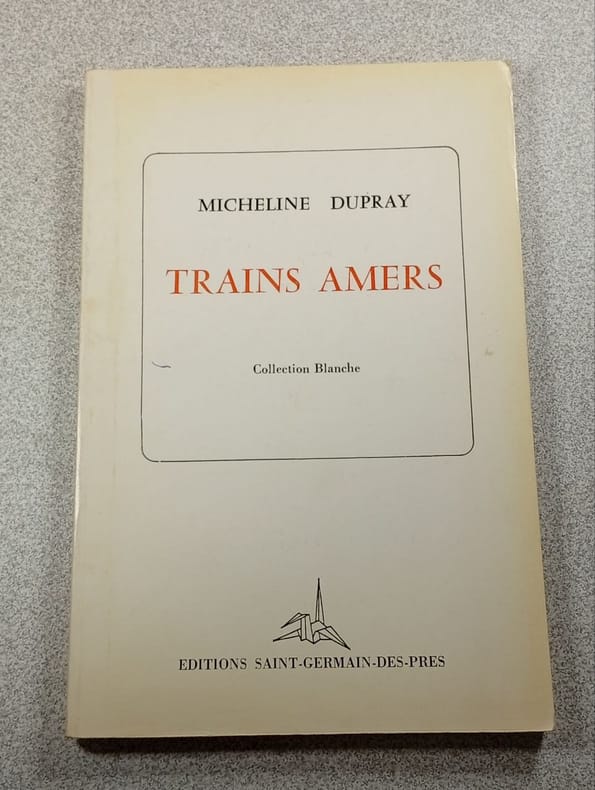 MICHELINE DUPRAY
TRAINS AMERS
Collection Blanche
EDITIONS SAINT-GERMAIN-DES-PRES